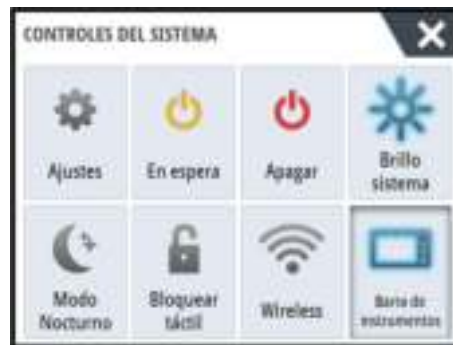 CONTROLES DEL SISTEMA
Ajustes
En espera
Apagar
Brillo
sistema
Modo
Nocturno
Bloquear
táctil
Wireless
Barra de
instrumentos